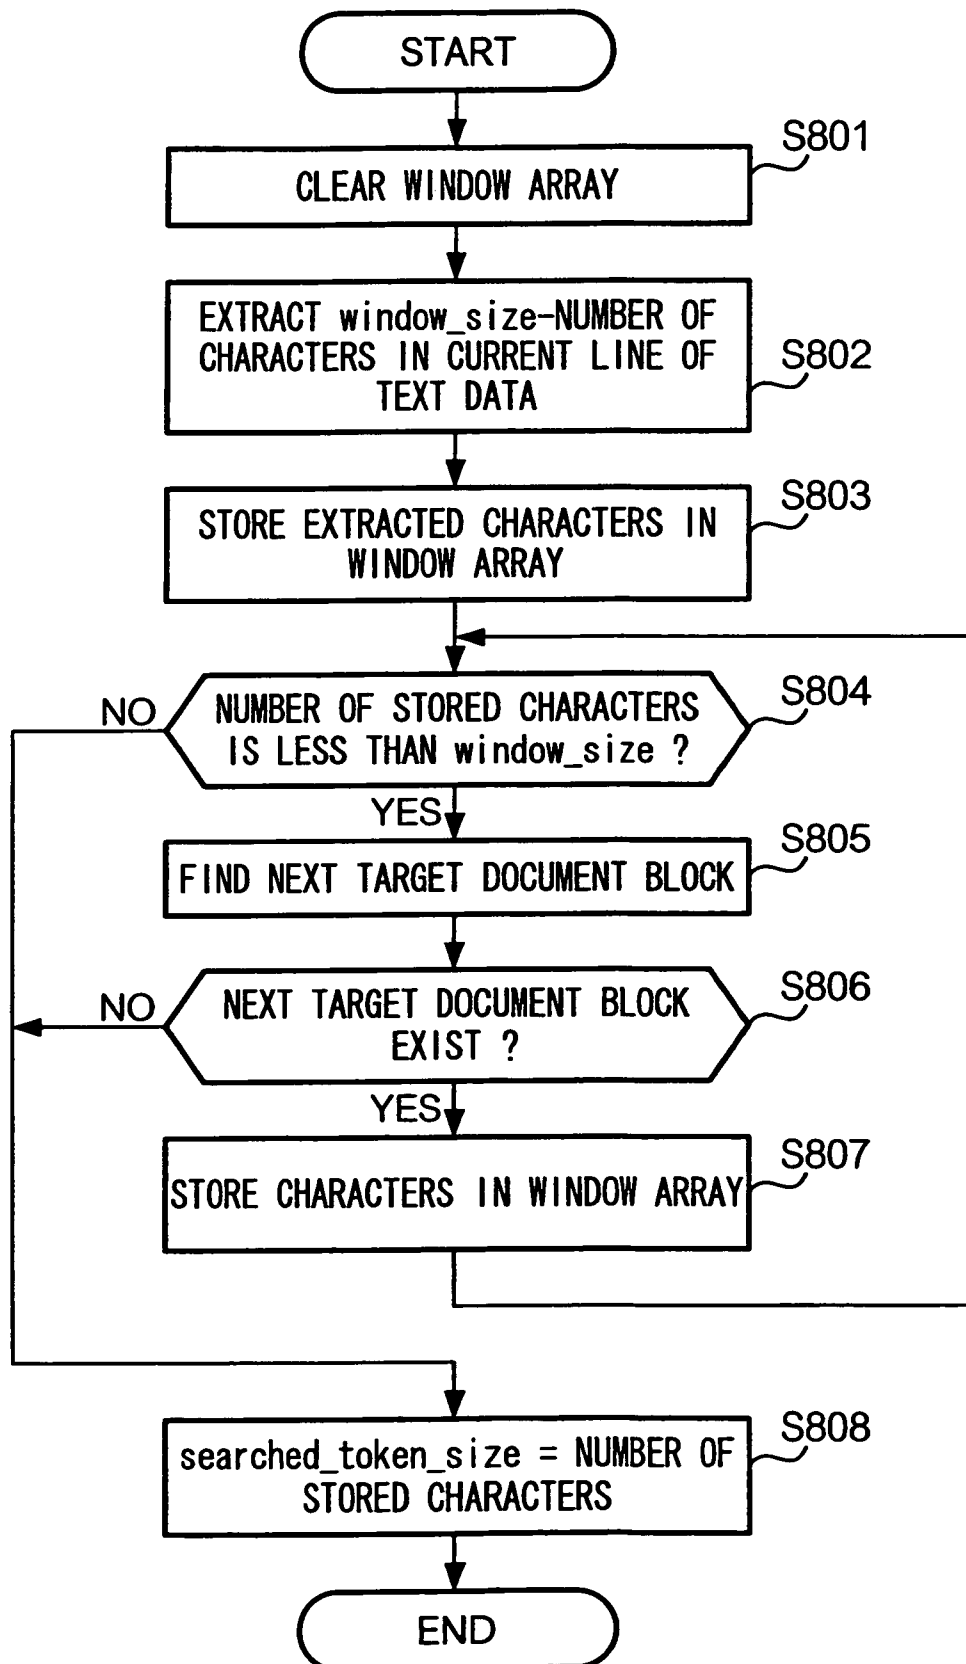 START
S801
CLEAR WINDOW ARRAY
EXTRACT window_size-NUMBER OF
CHARACTERS IN CURRENT LINE OF
TEXT DATA
S802
S803
STORE EXTRACTED CHARACTERS IN
WINDOW ARRAY
S804
NO
NUMBER OF STORED CHARACTERS
IS LESS THAN window_size ?
YES
S805
FIND NEXT TARGET DOCUMENT BLOCK
S806
NO
NEXT TARGET DOCUMENT BLOCK
EXIST ?
YES
S807
STORE CHARACTERS IN WINDOW ARRAY
S808
searched_token_size = NUMBER OF
STORED CHARACTERS
END